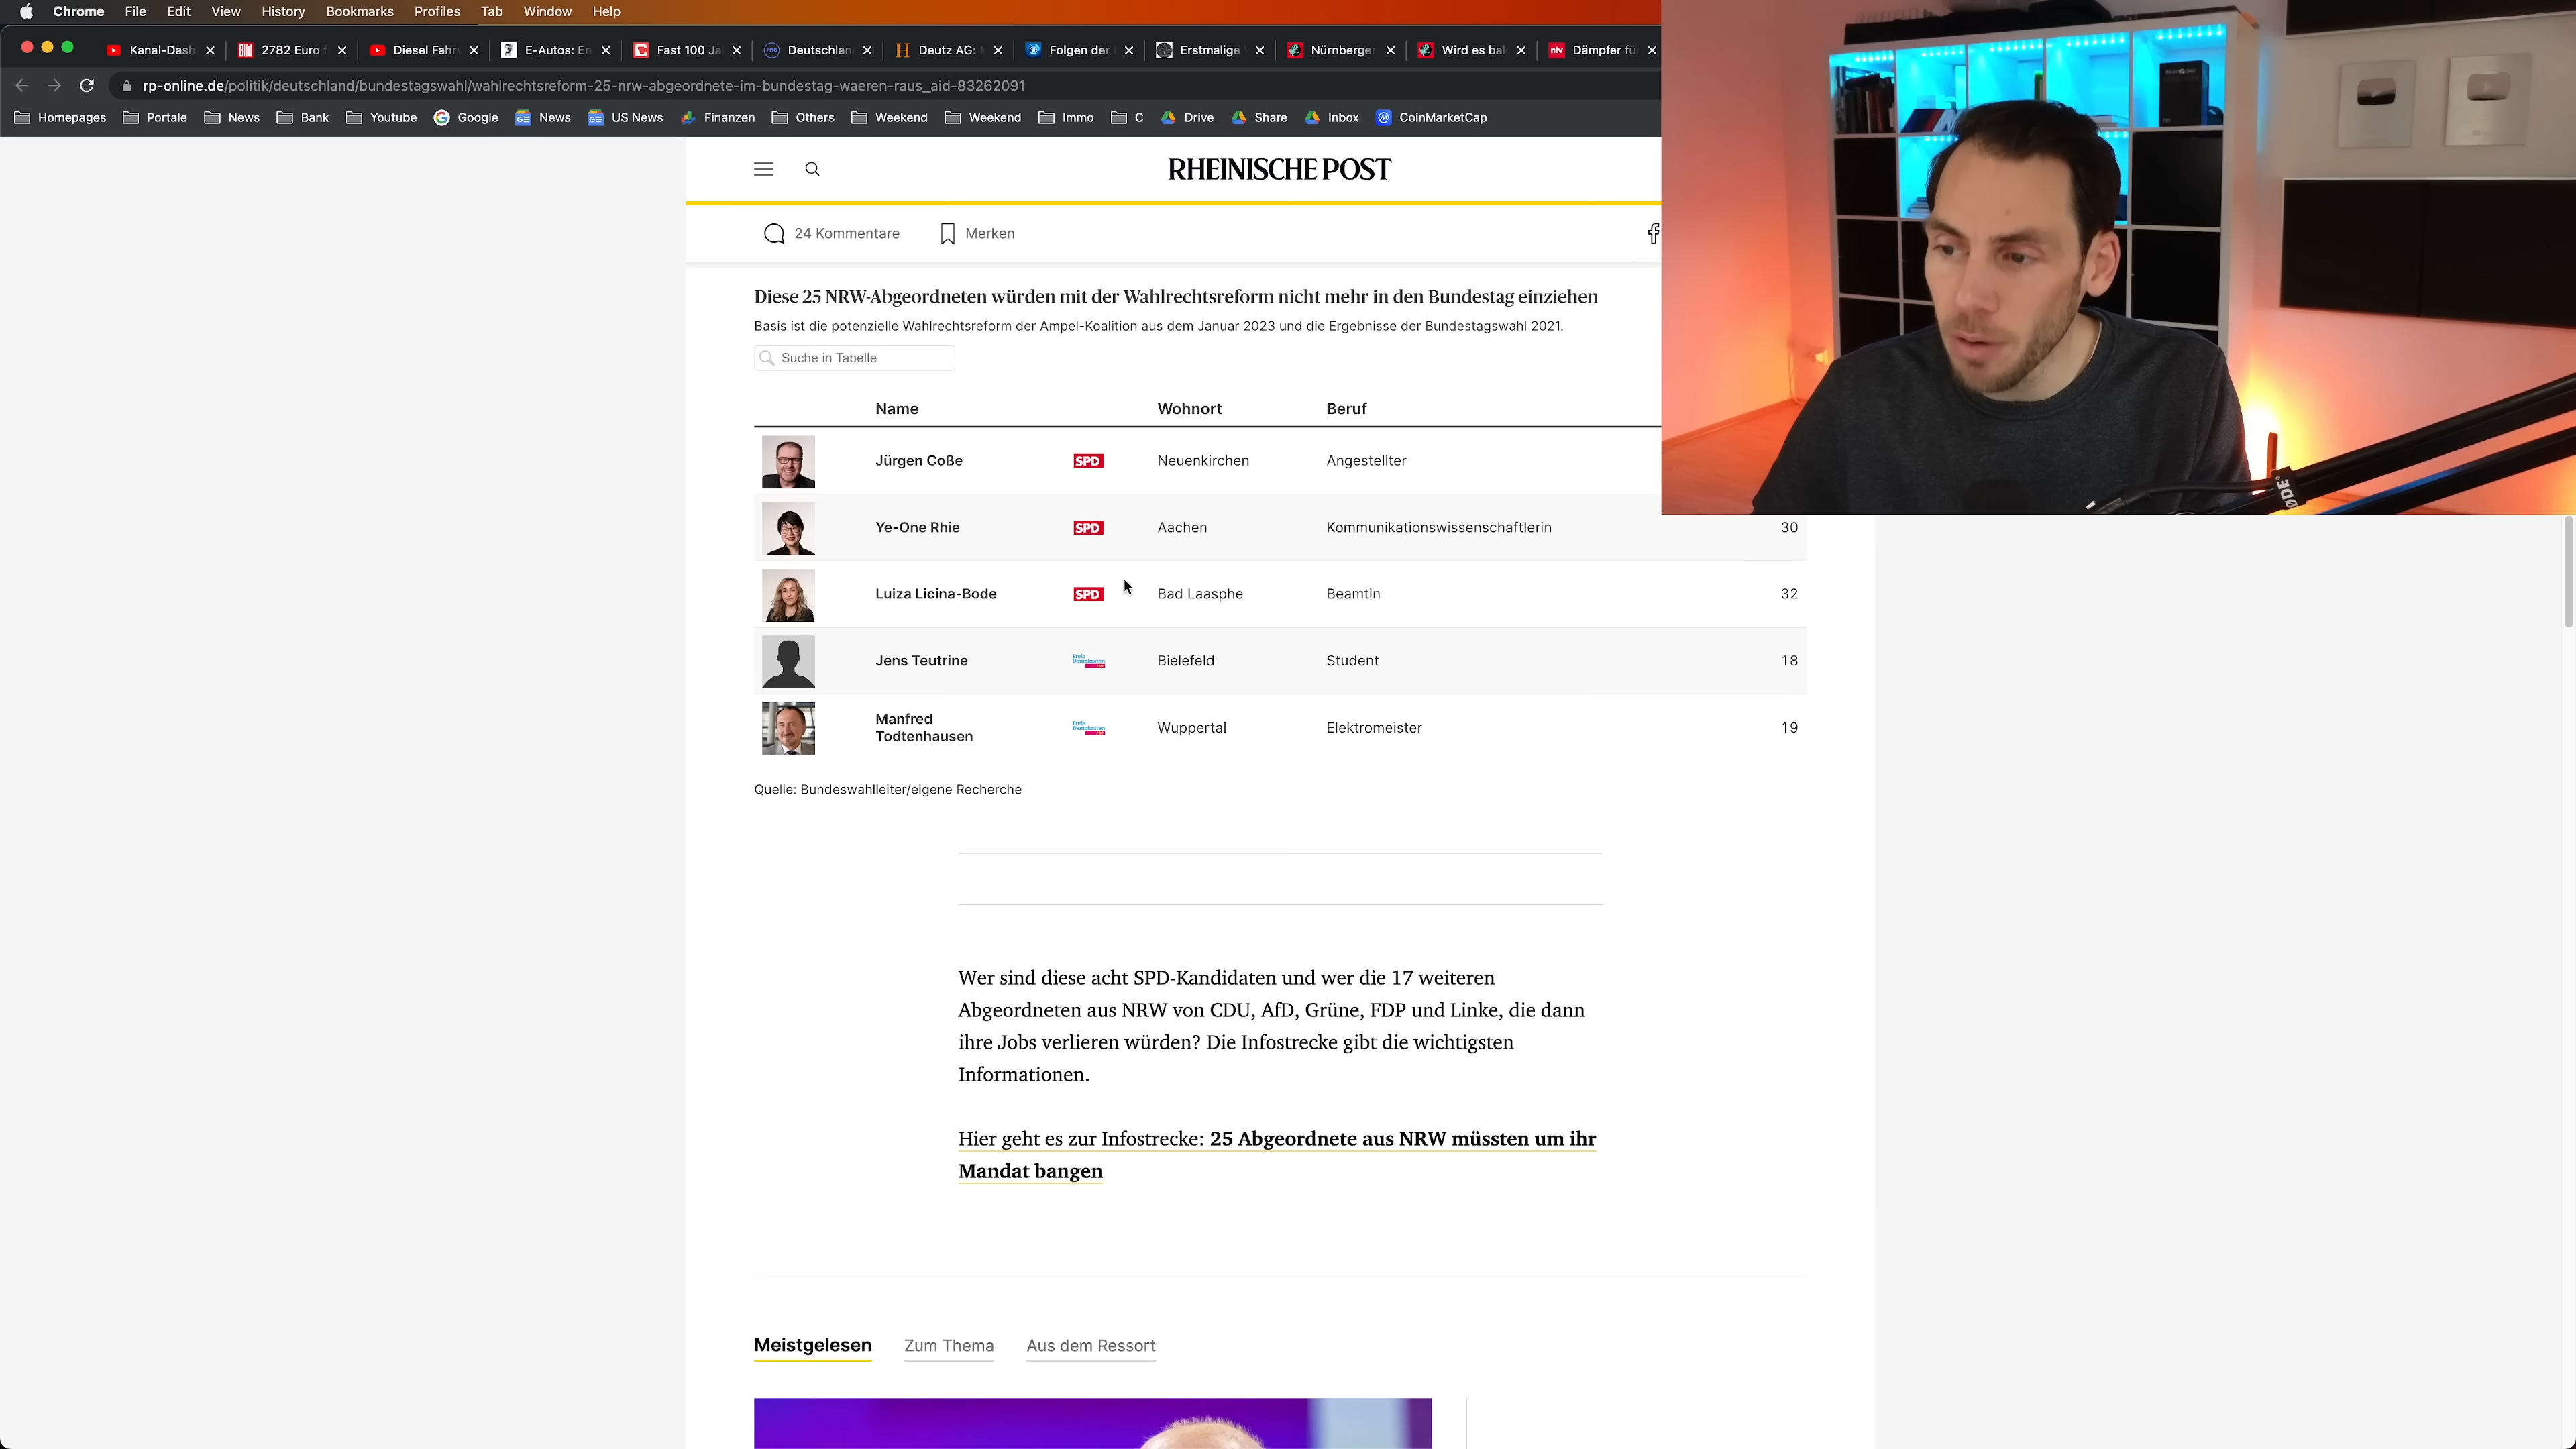 Chrome File Edit View History Bookmarks Profiles Tab Window Help
Kanal-Dash 2782 Euro f Diesel Fahr E-Autos: En Fast 100 Ja Deutschlan Deutz AG: Folgen der Erstmalige Nürnberger Wird es bal Dämpfer fü
rp-online.de/politik/deutschland/bundestagswahl/wahlrechtsreform-25-nrw-abgeordnete-im-bundestag-waeren-raus_aid-83262091
Homepages Portale News Bank Youtube Google News US News Finanzen Others Weekend Weekend Immo C Drive Share Inbox CoinMarketCap
RHEINISCHE POST
24 Kommentare Merken
Diese 25 NRW-Abgeordneten würden mit der Wahlrechtsreform nicht mehr in den Bundestag einziehen
Basis ist die potenzielle Wahlrechtsreform der Ampel-Koalition aus dem Januar 2023 und die Ergebnisse der Bundestagswahl 2021.
Suche in Tabelle
Name Wohnort Beruf
Jürgen Coße SPD Neuenkirchen Angestellter
Ye-One Rhie SPD Aachen Kommunikationswissenschaftlerin 30
Luiza Licina-Bode SPD Bad Laasphe Beamtin 32
Jens Teutrine Freie Demokraten FDP Bielefeld Student 18
Manfred Todtenhausen Freie Demokraten FDP Wuppertal Elektromeister 19
Quelle: Bundeswahlleiter/eigene Recherche
Wer sind diese acht SPD-Kandidaten und wer die 17 weiteren
Abgeordneten aus NRW von CDU, AfD, Grüne, FDP und Linke, die dann
ihre Jobs verlieren würden? Die Infostrecke gibt die wichtigsten
Informationen.
Hier geht es zur Infostrecke: 25 Abgeordnete aus NRW müssten um ihr
Mandat bangen
Meistgelesen Zum Thema Aus dem Ressort